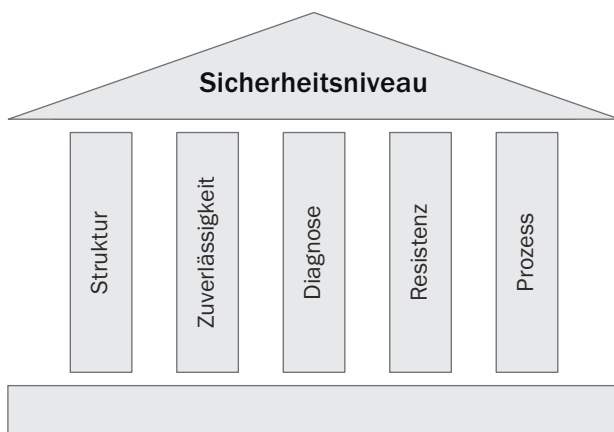 Sicherheitsniveau
Struktur
Zuverlässigkeit
Diagnose
Resistenz
Prozess